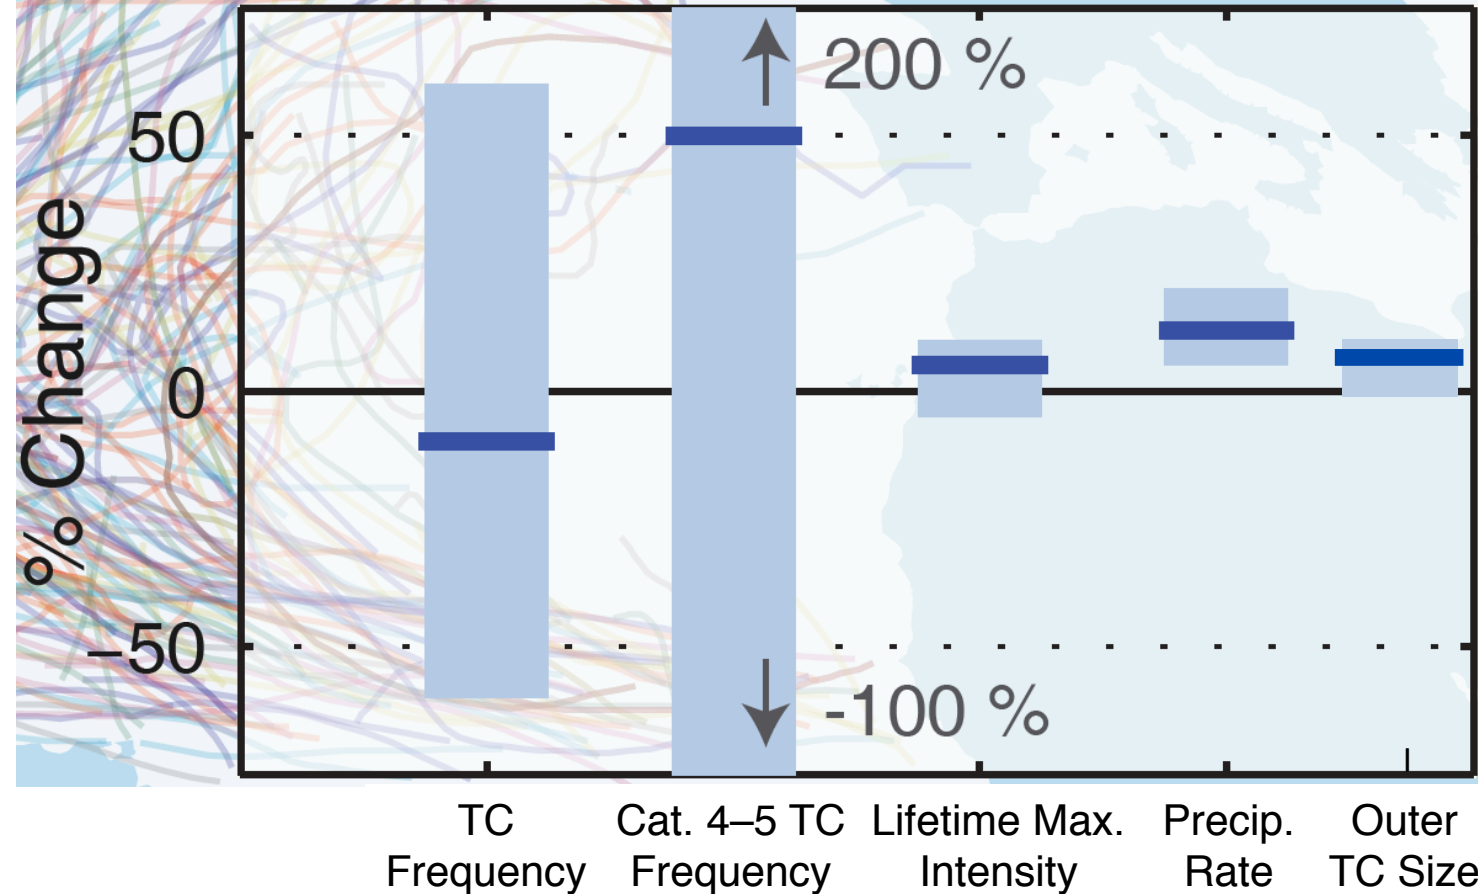 % Change
50
0
–50
200 %
-100 %
TC
Frequency
Cat. 4–5 TC
Frequency
Lifetime Max.
Intensity
Precip.
Rate
Outer
TC Size